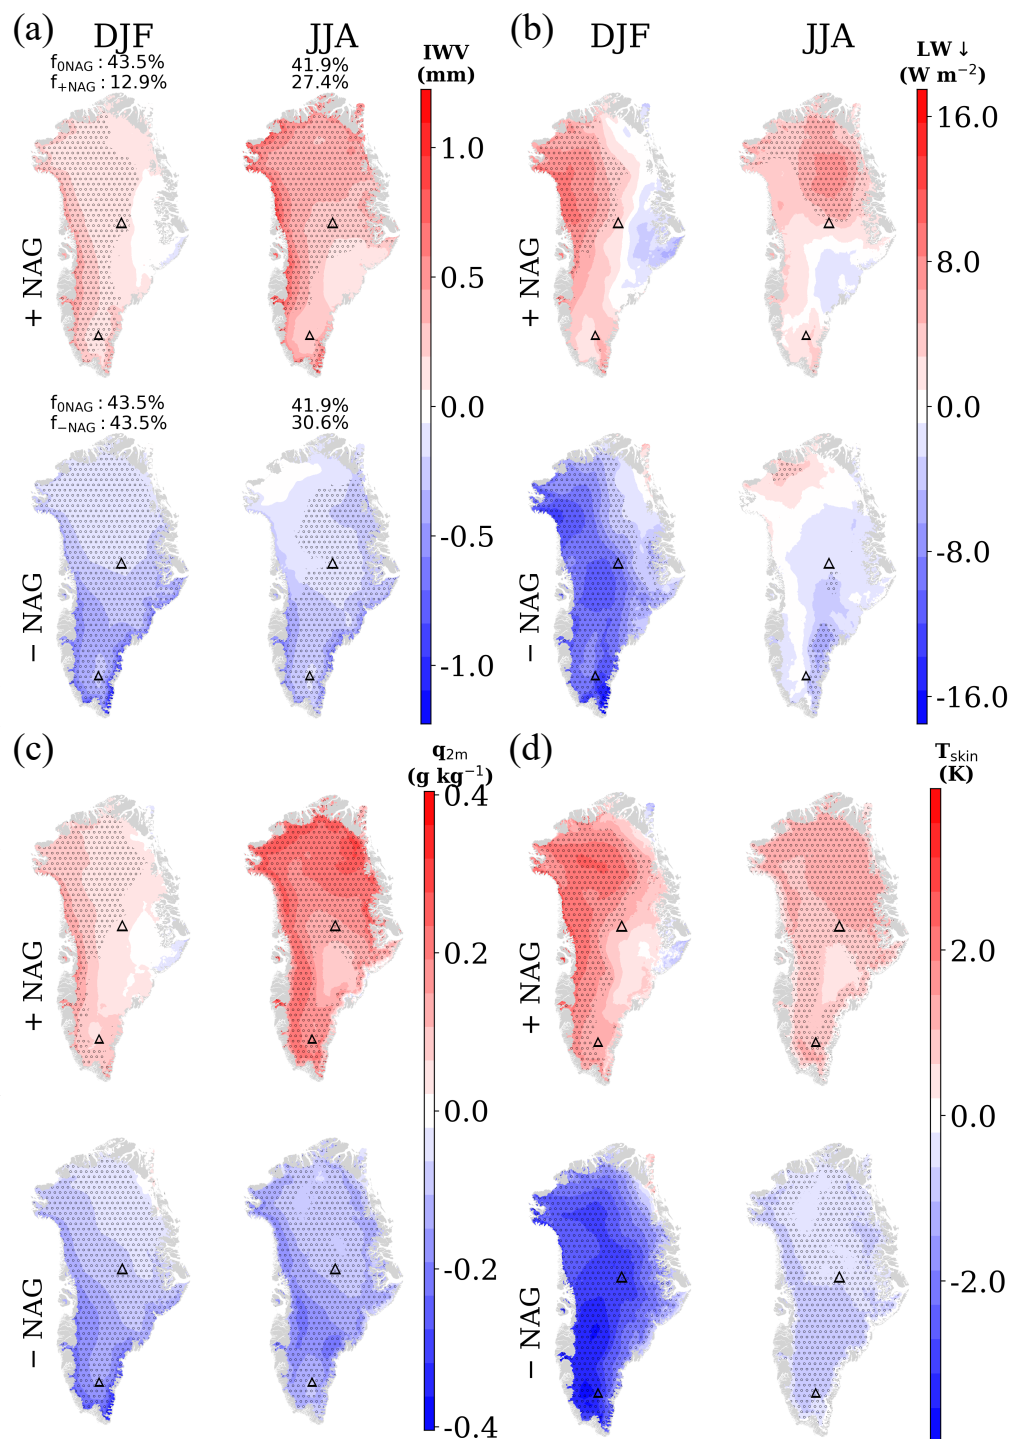 (a) DJF JJA IWV (mm)
f0NAG : 43.5% 41.9%
f+NAG : 12.9% 27.4%
+ NAG
1.0
0.5
0.0
f0NAG : 43.5% 41.9%
f−NAG : 43.5% 30.6%
− NAG
-0.5
-1.0
(b) DJF JJA LW ↓ (W m−2)
+ NAG
16.0
8.0
0.0
− NAG
-8.0
-16.0
(c) q2m (g kg−1)
+ NAG
0.4
0.2
0.0
− NAG
-0.2
-0.4
(d) Tskin (K)
+ NAG
2.0
0.0
− NAG
-2.0